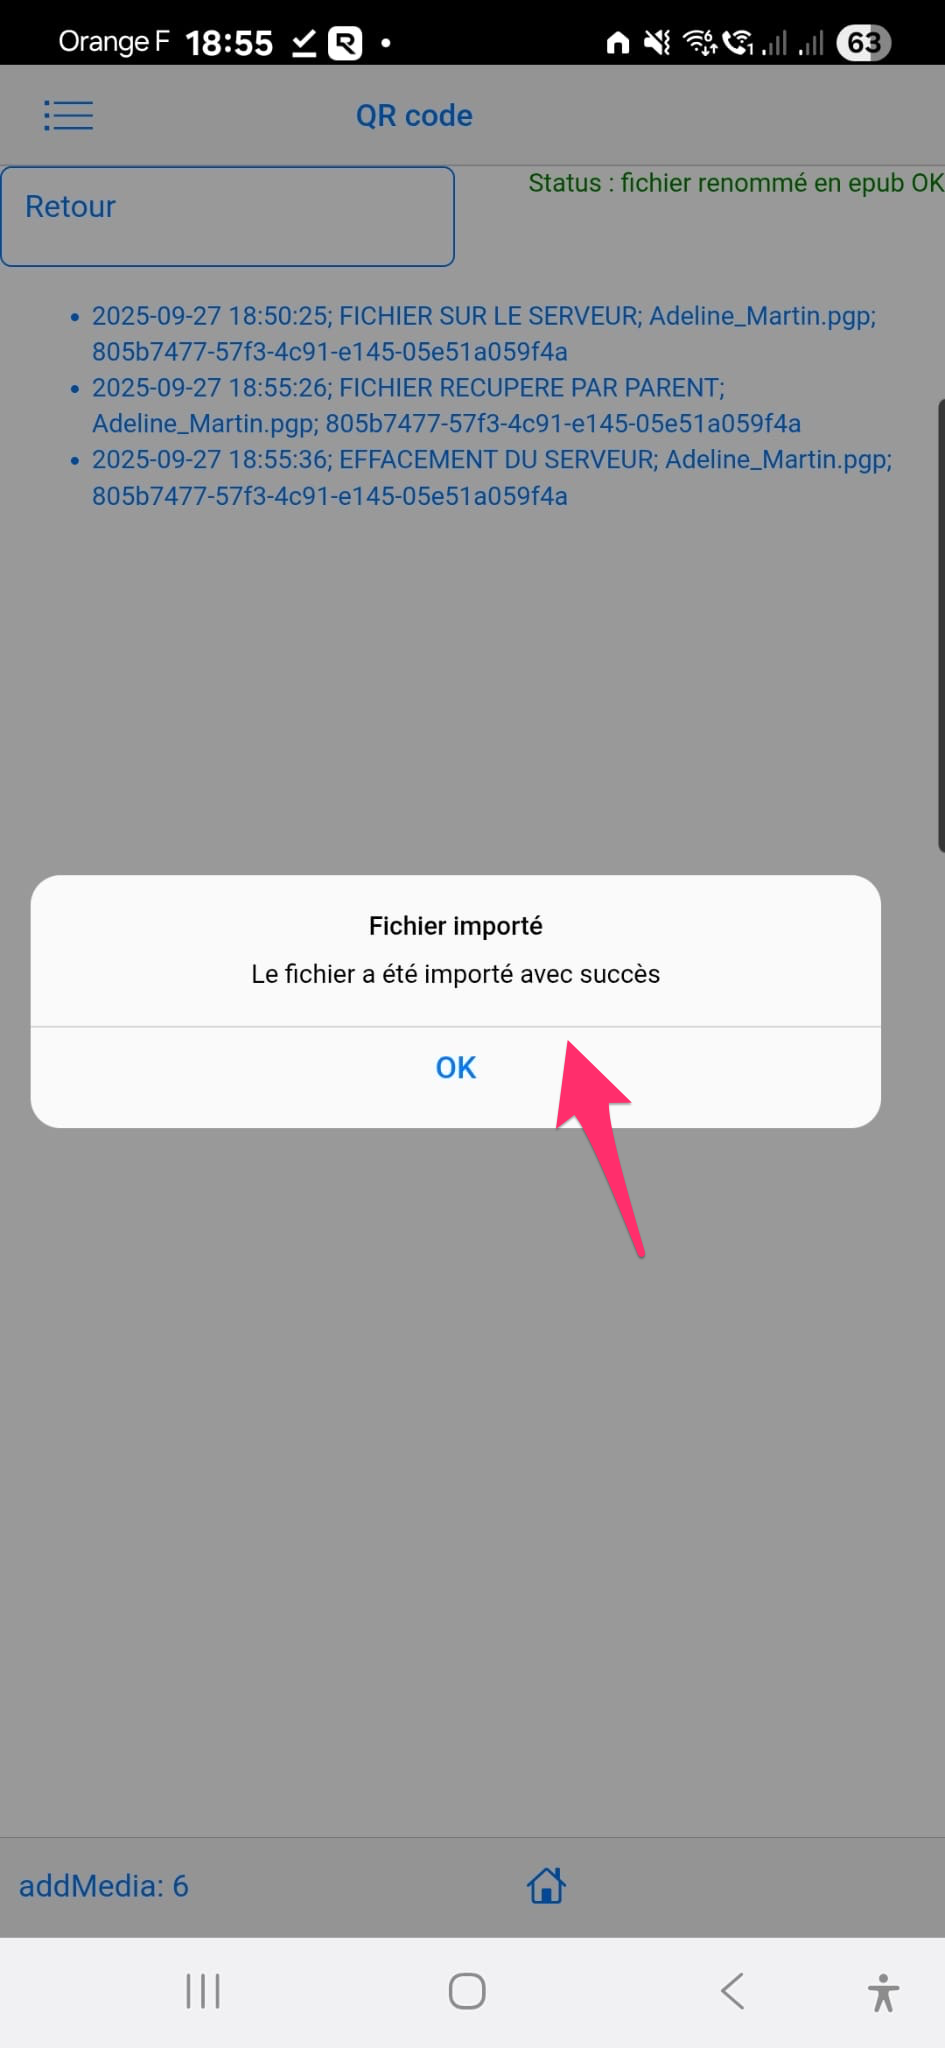 Orange F 18:55
63
QR code
Retour
Status : fichier renommé en epub OK
2025-09-27 18:50:25; FICHIER SUR LE SERVEUR; Adeline_Martin.pgp;
805b7477-57f3-4c91-e145-05e51a059f4a
2025-09-27 18:55:26; FICHIER RECUPERE PAR PARENT;
Adeline_Martin.pgp; 805b7477-57f3-4c91-e145-05e51a059f4a
2025-09-27 18:55:36; EFFACEMENT DU SERVEUR; Adeline_Martin.pgp;
805b7477-57f3-4c91-e145-05e51a059f4a
Fichier importé
Le fichier a été importé avec succès
OK
addMedia: 6